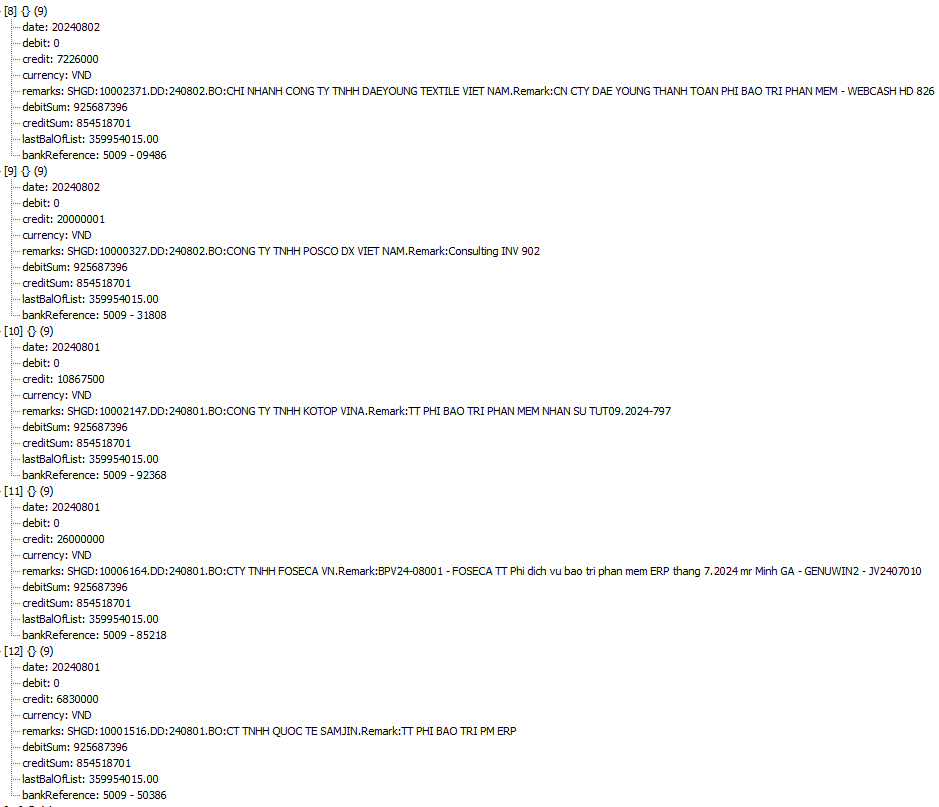 [8] {} (9)
date: 20240802
debit: 0
credit: 7226000
currency: VND
remarks: SHGD:10002371.DD:240802.BO:CHI NHANH CONG TY TNHH DAEYOUNG TEXTILE VIET NAM.Remark:CN CTY DAE YOUNG THANH TOAN PHI BAO TRI PHAN MEM - WEBCASH HD 826
debitSum: 925687396
creditSum: 854518701
lastBalOfList: 359954015.00
bankReference: 5009 - 09486
[9] {} (9)
date: 20240802
debit: 0
credit: 20000001
currency: VND
remarks: SHGD:10000327.DD:240802.BO:CONG TY TNHH POSCO DX VIET NAM.Remark:Consulting INV 902
debitSum: 925687396
creditSum: 854518701
lastBalOfList: 359954015.00
bankReference: 5009 - 31808
[10] {} (9)
date: 20240801
debit: 0
credit: 10867500
currency: VND
remarks: SHGD:10002147.DD:240801.BO:CONG TY TNHH KOTOP VINA.Remark:TT PHI BAO TRI PHAN MEM NHAN SU TUT09.2024-797
debitSum: 925687396
creditSum: 854518701
lastBalOfList: 359954015.00
bankReference: 5009 - 92368
[11] {} (9)
date: 20240801
debit: 0
credit: 26000000
currency: VND
remarks: SHGD:10006164.DD:240801.BO:CTY TNHH FOSECA VN.Remark:BPV24-08001 - FOSECA TT Phi dich vu bao tri phan mem ERP thang 7.2024 mr Minh GA - GENUWIN2 - JV2407010
debitSum: 925687396
creditSum: 854518701
lastBalOfList: 359954015.00
bankReference: 5009 - 85218
[12] {} (9)
date: 20240801
debit: 0
credit: 6830000
currency: VND
remarks: SHGD:10001516.DD:240801.BO:CT TNHH QUOC TE SAMJIN.Remark:TT PHI BAO TRI PM ERP
debitSum: 925687396
creditSum: 854518701
lastBalOfList: 359954015.00
bankReference: 5009 - 50386